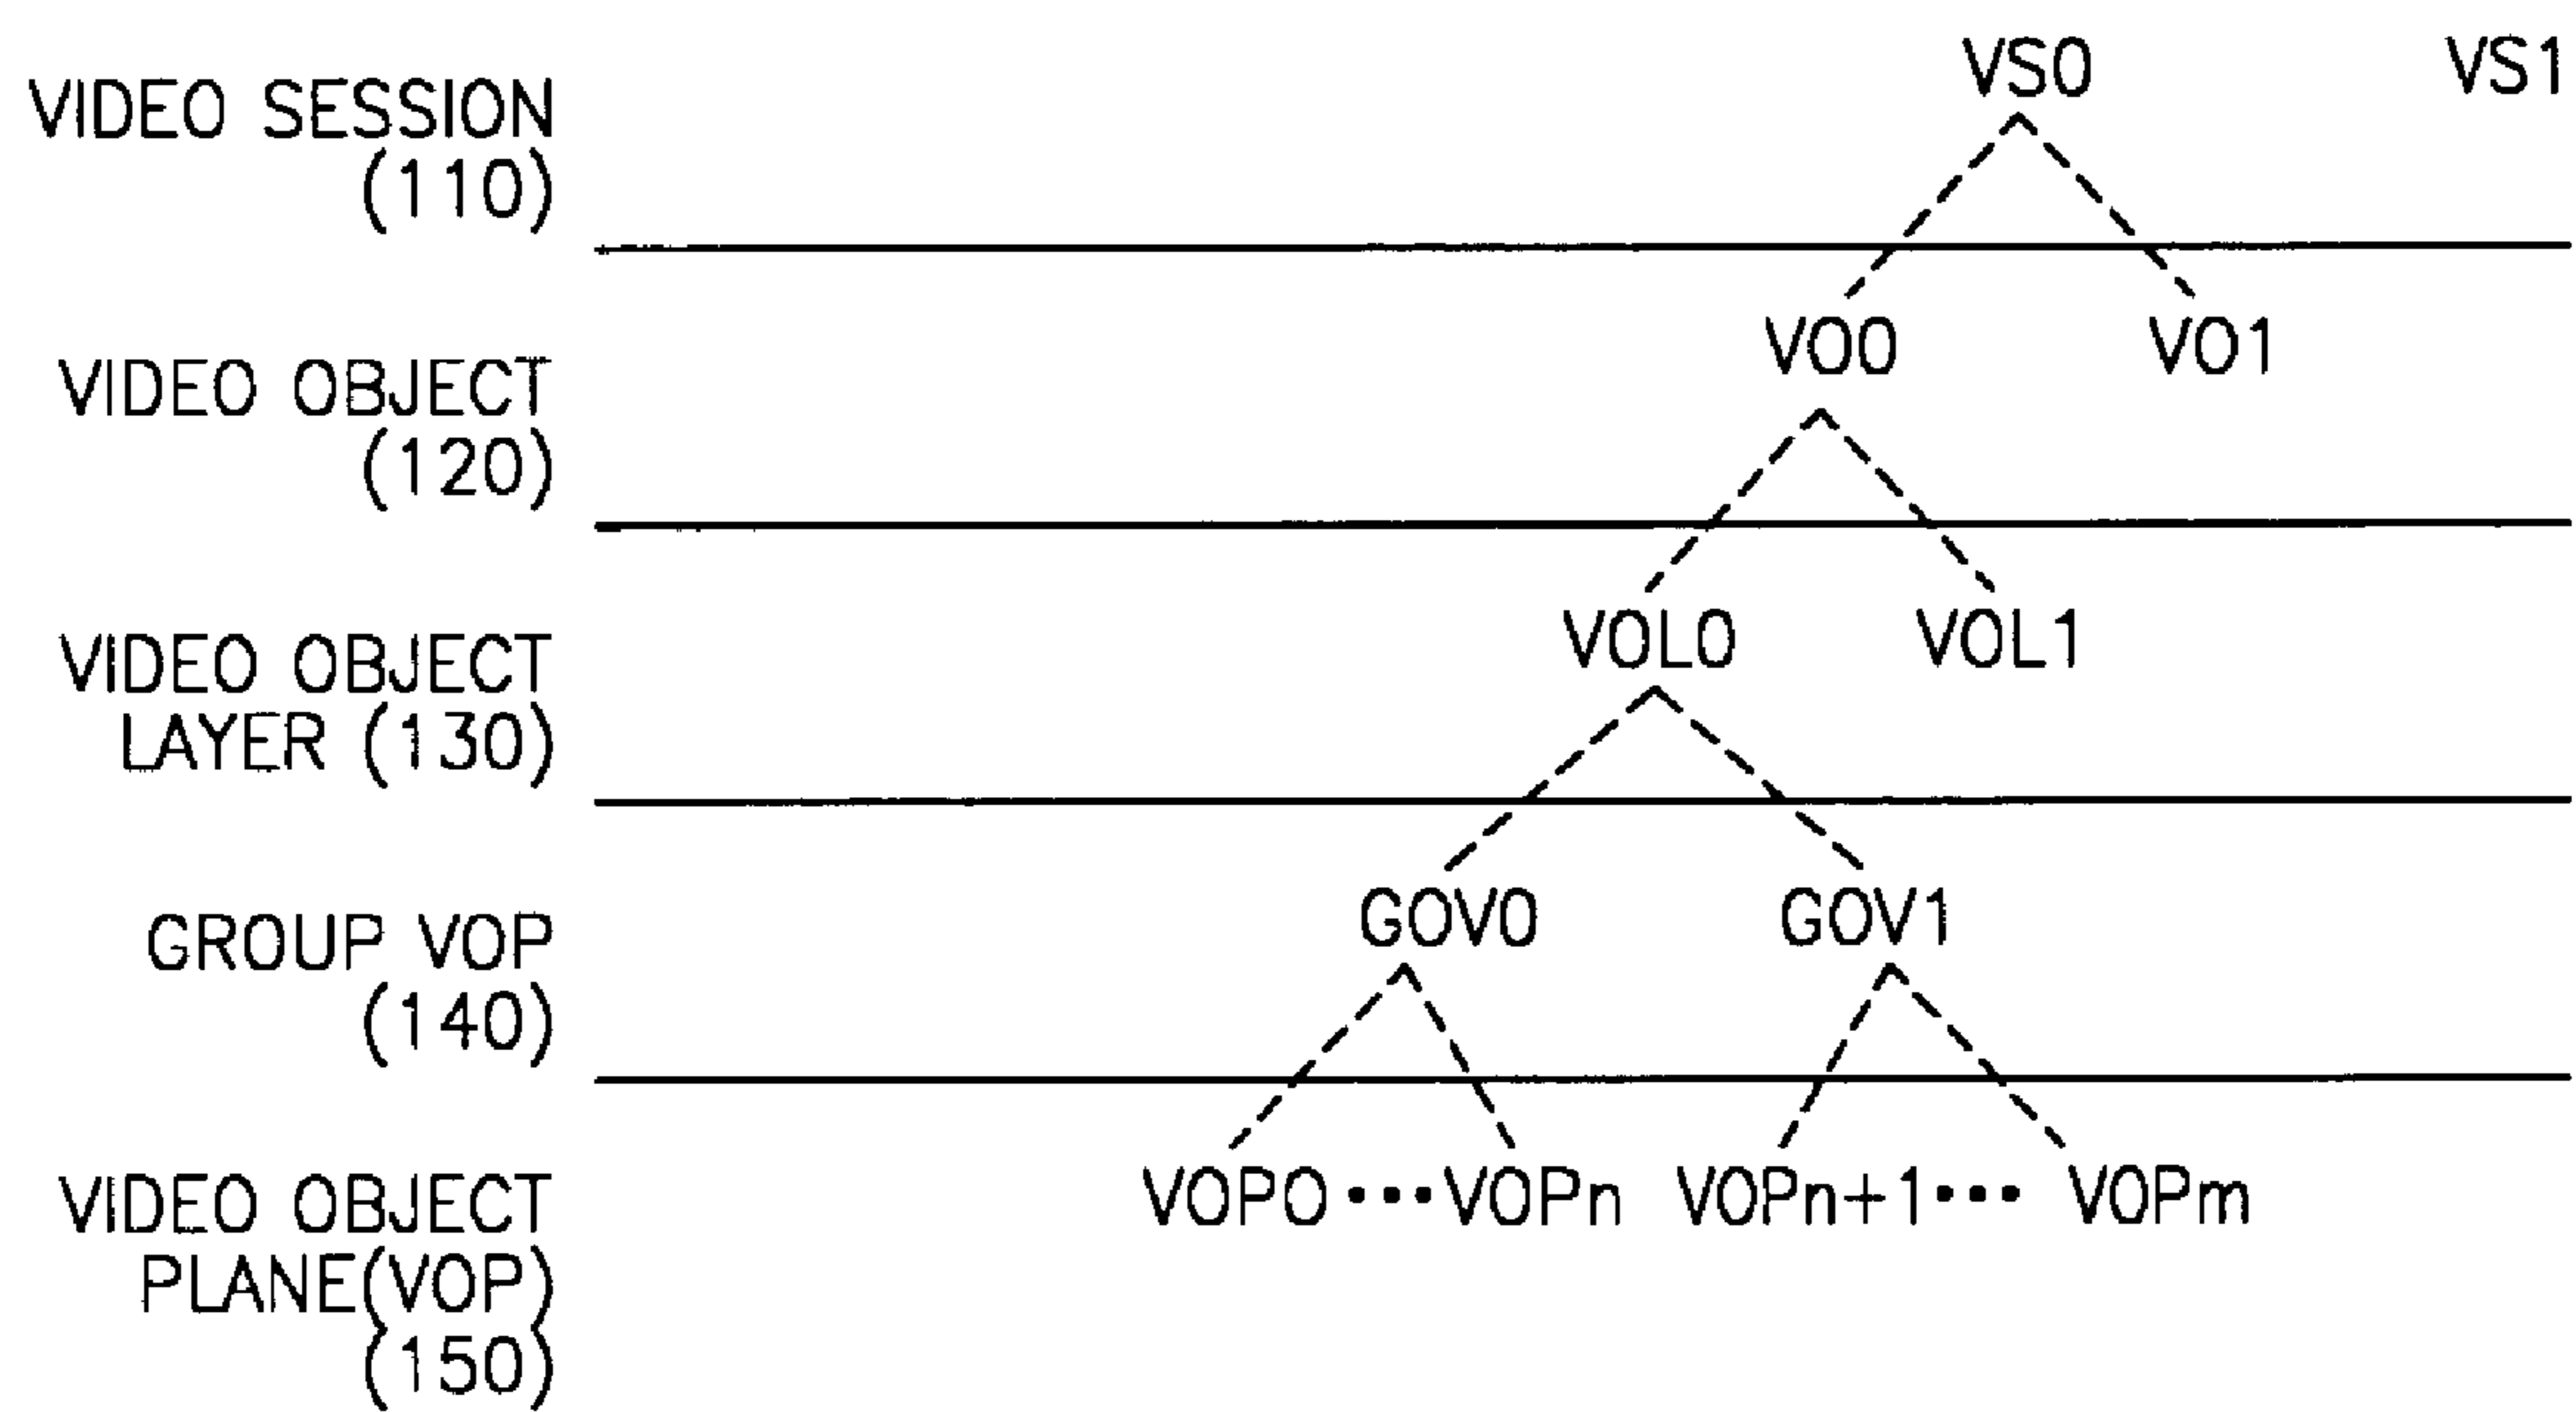 VIDEO SESSION
(110)
VS0 VS1
VIDEO OBJECT
(120)
VO0 VO1
VIDEO OBJECT
LAYER (130)
VOL0 VOL1
GROUP VOP
(140)
GOV0 GOV1
VIDEO OBJECT
PLANE(VOP)
(150)
VOP0 ••• VOPn VOPn+1 ••• VOPm